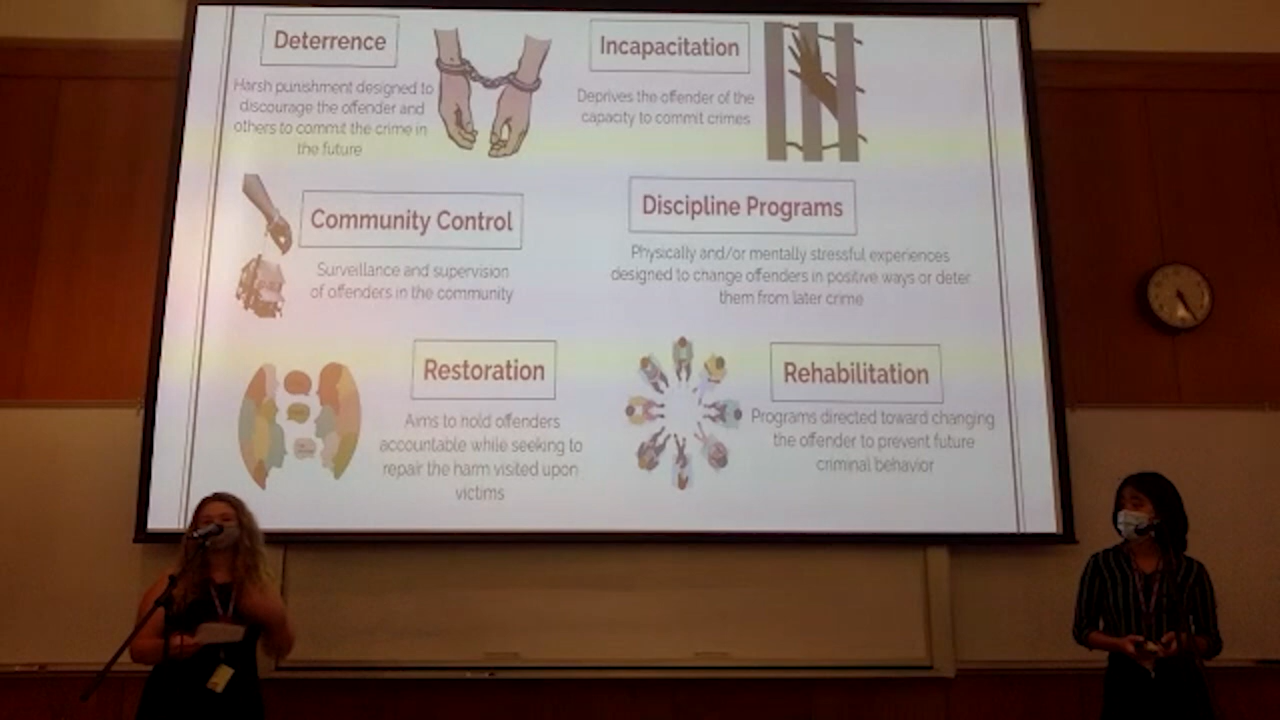 Deterrence
Harsh punishment designed to
discourage the offender and
others to commit the crime in
the future
Incapacitation
Deprives the offender of the
capacity to commit crimes
Community Control
Surveillance and supervision
of offenders in the community
Discipline Programs
Physically and/or mentally stressful experiences
designed to change offenders in positive ways or deter
them from later crime
Restoration
Aims to hold offenders
accountable while seeking to
repair the harm visited upon
victims
Rehabilitation
Programs directed toward changing
the offender to prevent future
criminal behavior